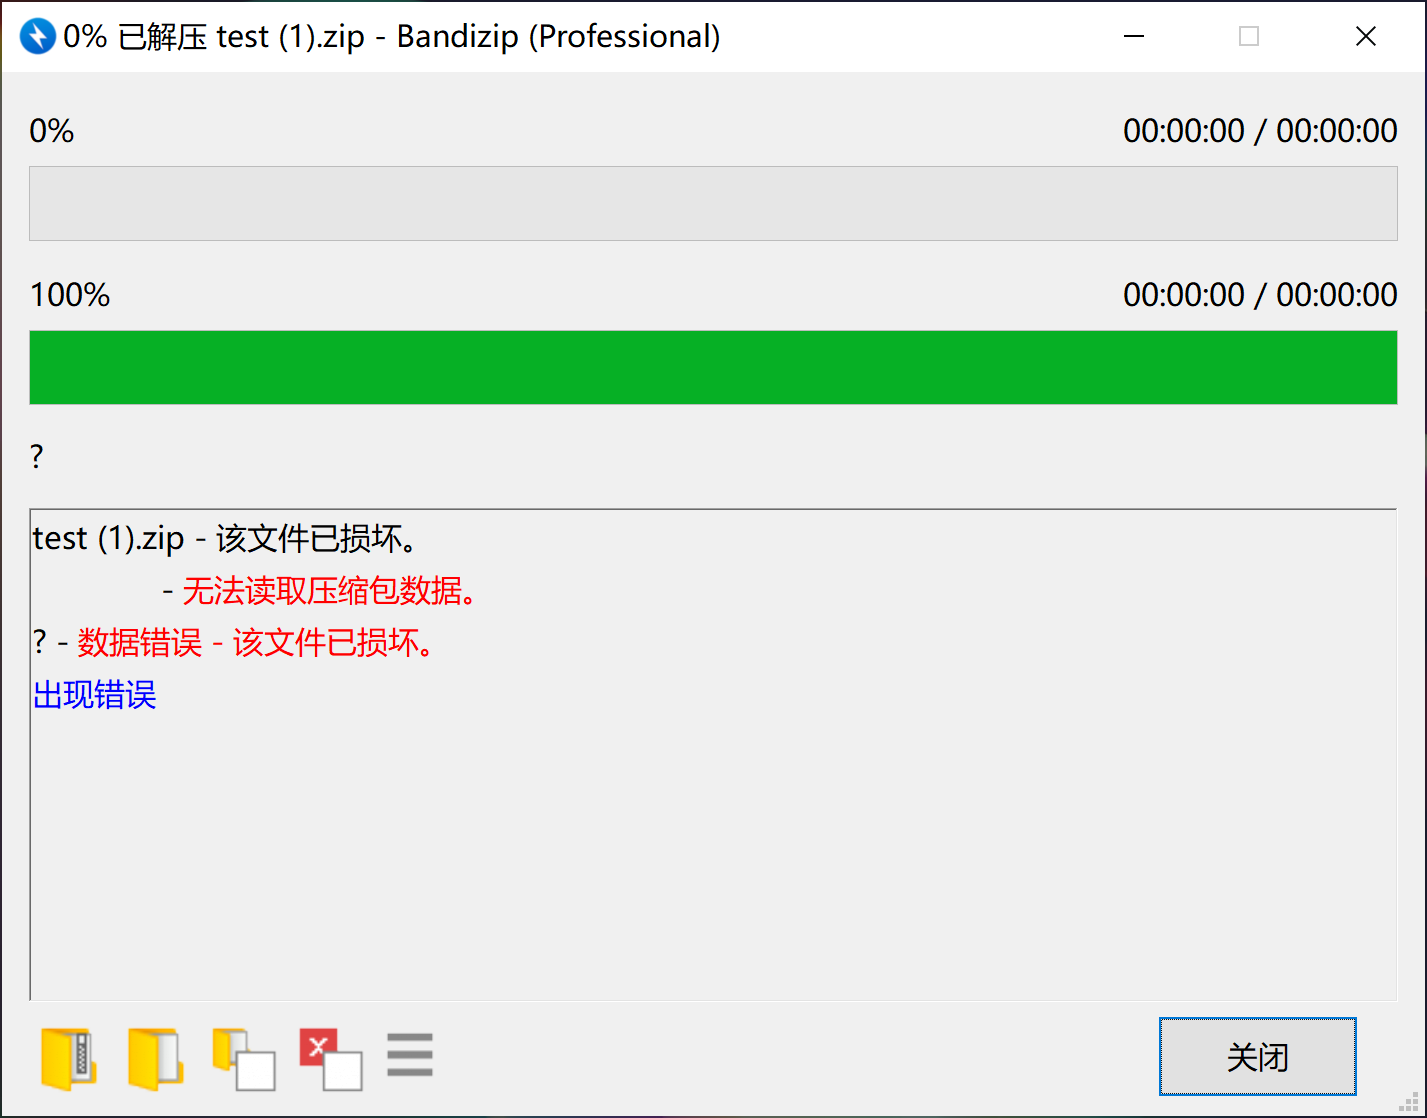 0% 已解压 test (1).zip - Bandizip (Professional)
0% 00:00:00 / 00:00:00
100% 00:00:00 / 00:00:00
?
test (1).zip - 该文件已损坏。
- 无法读取压缩包数据。
? - 数据错误 - 该文件已损坏。
出现错误
关闭